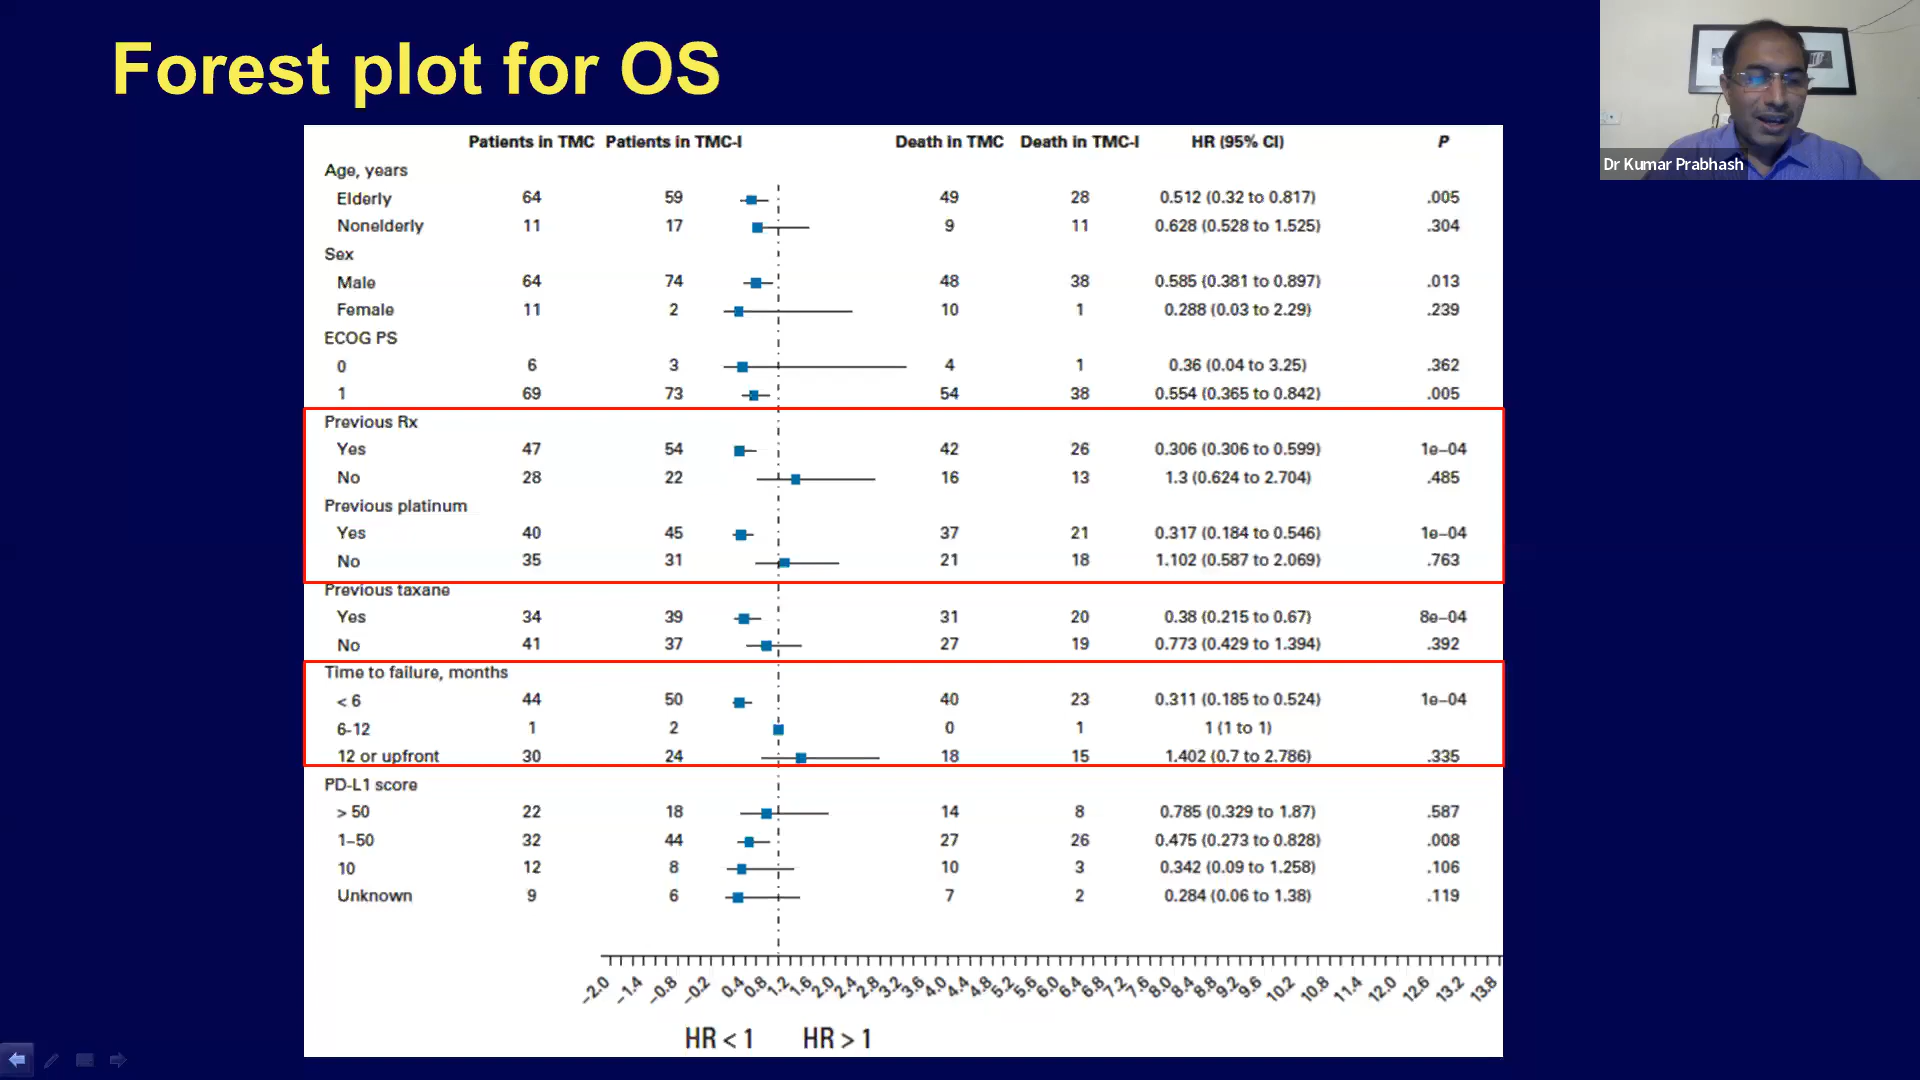 Forest plot for OS
Dr Kumar Prabhash
Patients in TMC Patients in TMC-I Death in TMC Death in TMC-I HR (95% CI) P
Age, years
Elderly 64 59 49 28 0.512 (0.32 to 0.817) .005
Nonelderly 11 17 9 11 0.628 (0.528 to 1.525) .304
Sex
Male 64 74 48 38 0.585 (0.381 to 0.897) .013
Female 11 2 10 1 0.288 (0.03 to 2.29) .239
ECOG PS
0 6 3 4 1 0.36 (0.04 to 3.25) .362
1 69 73 54 38 0.554 (0.365 to 0.842) .005
Previous Rx
Yes 47 54 42 26 0.306 (0.306 to 0.599) 1e–04
No 28 22 16 13 1.3 (0.624 to 2.704) .485
Previous platinum
Yes 40 45 37 21 0.317 (0.184 to 0.546) 1e–04
No 35 31 21 18 1.102 (0.587 to 2.069) .763
Previous taxane
Yes 34 39 31 20 0.38 (0.215 to 0.67) 8e–04
No 41 37 27 19 0.773 (0.429 to 1.394) .392
Time to failure, months
< 6 44 50 40 23 0.311 (0.185 to 0.524) 1e–04
6-12 1 2 0 1 1 (1 to 1)
12 or upfront 30 24 18 15 1.402 (0.7 to 2.786) .335
PD-L1 score
> 50 22 18 14 8 0.785 (0.329 to 1.87) .587
1–50 32 44 27 26 0.475 (0.273 to 0.828) .008
10 12 8 10 3 0.342 (0.09 to 1.258) .106
Unknown 9 6 7 2 0.284 (0.06 to 1.38) .119
–2.0 –1.4 –0.8 –0.2 0.4 0.8 1.2 1.6 2.0 2.4 2.8 3.2 3.6 4.0 4.4 4.8 5.2 5.6 6.0 6.4 6.8 7.2 7.6 8.0 8.4 8.8 9.2 9.6 10.2 10.8 11.4 12.0 12.6 13.2 13.8
HR < 1 HR > 1